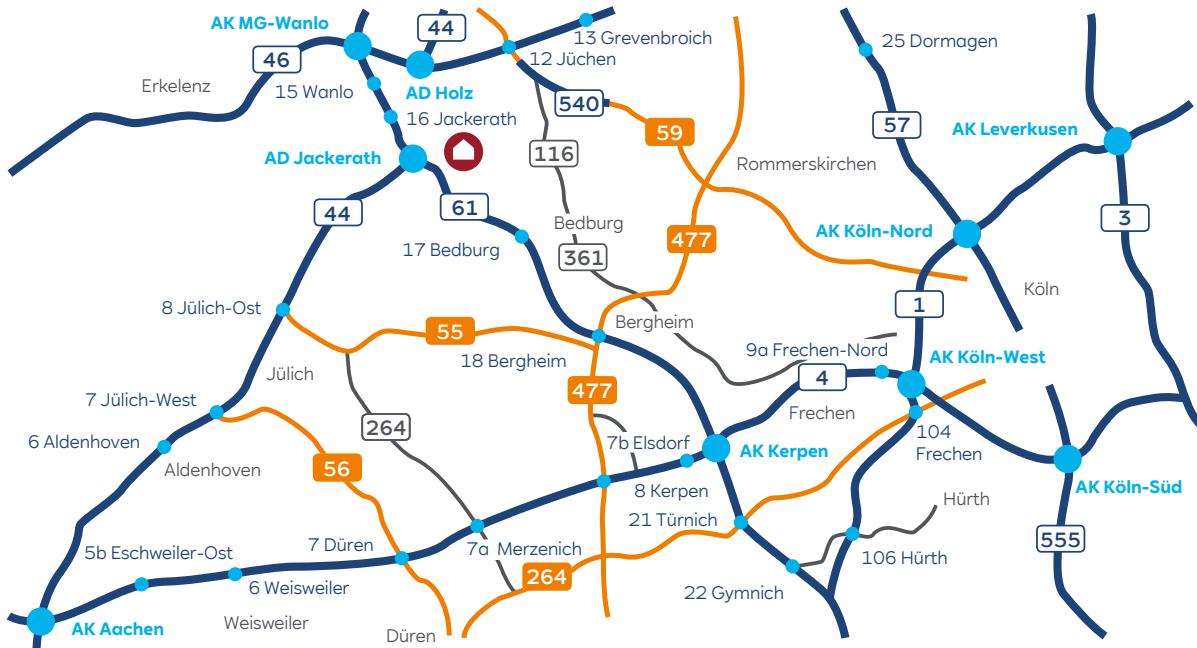 AK MG-Wanlo
44
13 Grevenbroich
12 Jüchen
25 Dormagen
46
Erkelenz
15 Wanlo
AD Holz
540
16 Jackerath
59
57
AK Leverkusen
AD Jackerath
116
Rommerskirchen
44
61
Bedburg
477
AK Köln-Nord
3
17 Bedburg
361
Köln
8 Jülich-Ost
1
55
Bergheim
18 Bergheim
9a Frechen-Nord
AK Köln-West
Jülich
4
7 Jülich-West
477
Frechen
264
6 Aldenhoven
7b Elsdorf
AK Kerpen
104
Frechen
Aldenhoven
56
8 Kerpen
AK Köln-Süd
Hürth
21 Türnich
555
5b Eschweiler-Ost
7 Düren
7a Merzenich
106 Hürth
264
6 Weisweiler
22 Gymnich
AK Aachen
Weisweiler
Düren